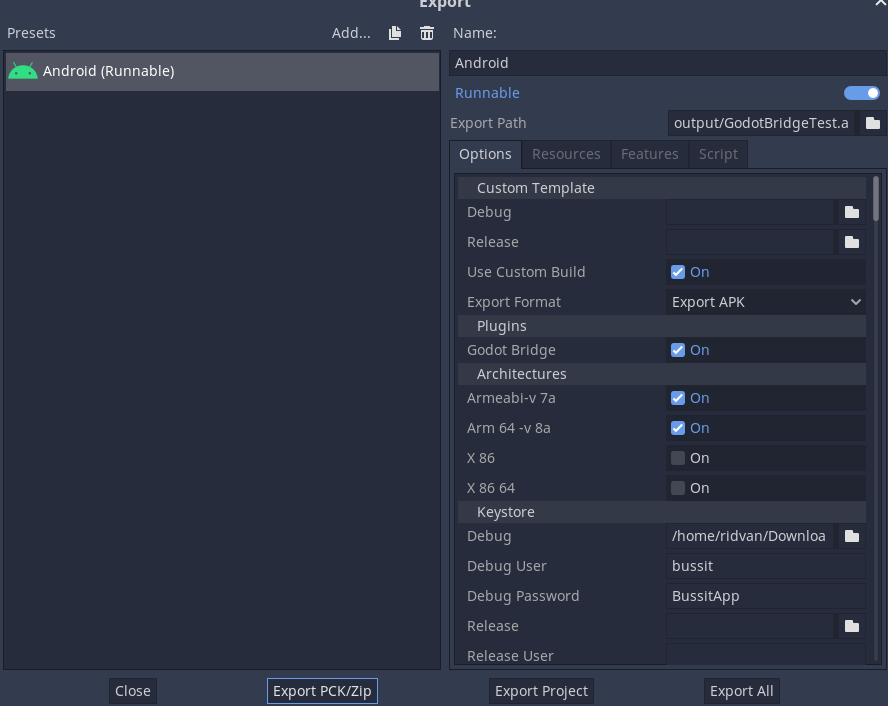 Export
Presets
Add...
Name:
Android (Runnable)
Android
Runnable
Export Path
output/GodotBridgeTest.a
Options Resources Features Script
Custom Template
Debug
Release
Use Custom Build On
Export Format Export APK
Plugins
Godot Bridge On
Architectures
Armeabi-v 7a On
Arm 64 -v 8a On
X 86 On
X 86 64 On
Keystore
Debug /home/ridvan/Downloa
Debug User bussit
Debug Password BussitApp
Release
Release User
Close Export PCK/Zip Export Project Export All